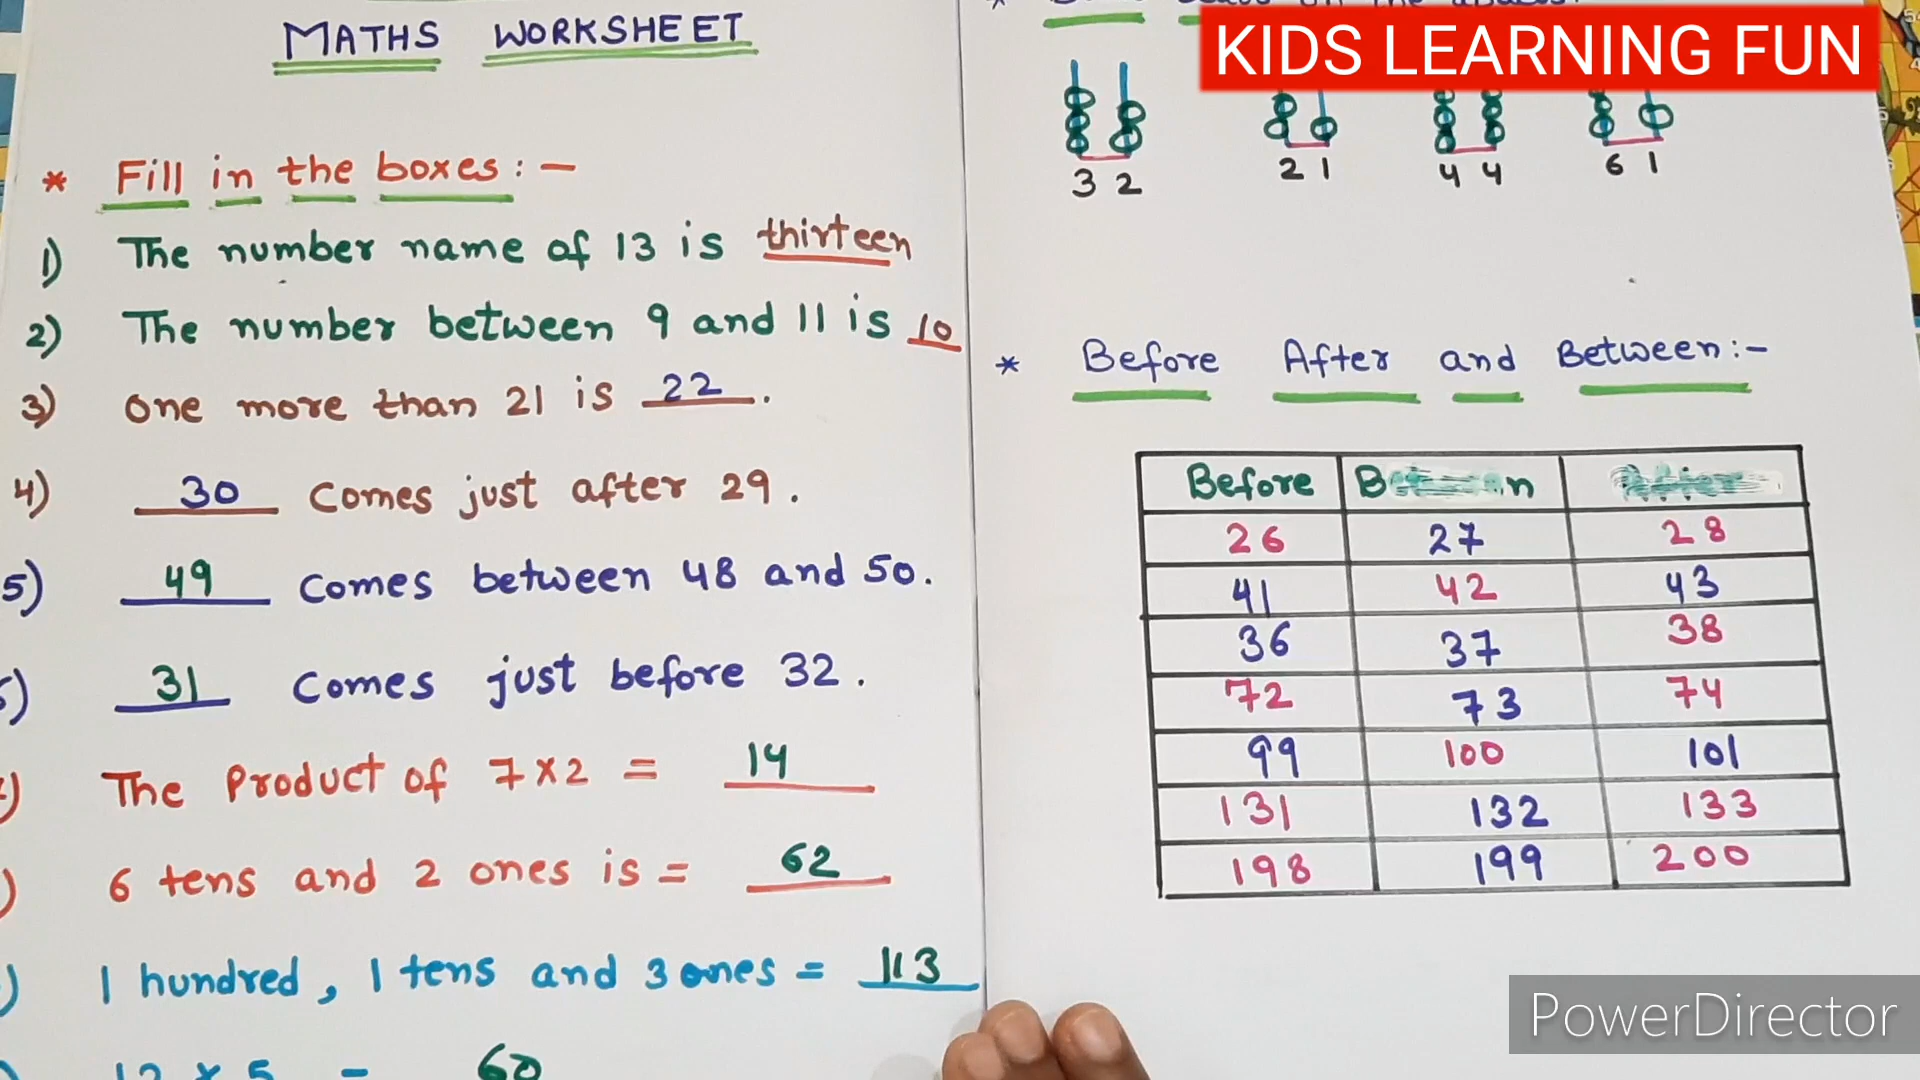 MATHS WORKSHEET
* Fill in the boxes :-
1) The number name of 13 is thirteen
2) The number between 9 and 11 is 10
3) One more than 21 is 22.
4) 30 comes just after 29.
5) 49 comes between 48 and 50.
31 comes just before 32.
The product of 7×2 = 14
6 tens and 2 ones is = 62
1 hundred, 1 tens and 3 ones = 113
12 × 5 = 60
KIDS LEARNING FUN
3 2 2 1 4 4 6 1
* Before After and Between:-
Before
26 27 28
41 42 43
36 37 38
72 73 74
99 100 101
131 132 133
198 199 200
PowerDirector